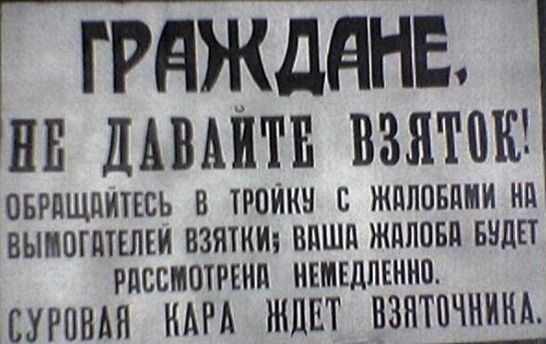 ГРАЖДАНЕ,
НЕ ДАВАЙТЕ ВЗЯТОК!
ОБРАЩАЙТЕСЬ В ТРОЙКУ С ЖАЛОБАМИ НА
ВЫМОГАТЕЛЕЙ ВЗЯТКИ; ВАША ЖАЛОБА БУДЕТ
РАССМОТРЕНА НЕМЕДЛЕННО.
СУРОВАЯ КАРА ЖДЕТ ВЗЯТОЧНИКА.